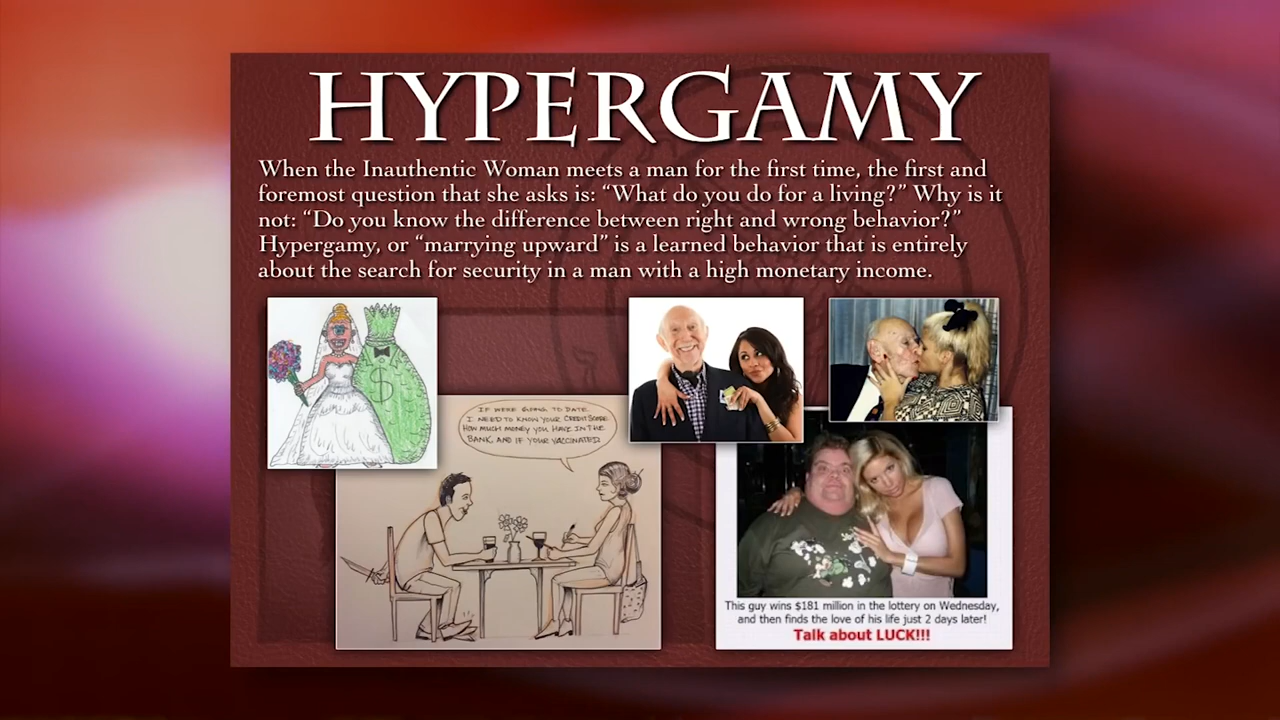 HYPERGAMY
When the Inauthentic Woman meets a man for the first time, the first and
foremost question that she asks is: “What do you do for a living?” Why is it
not: “Do you know the difference between right and wrong behavior?”
Hypergamy, or “marrying upward” is a learned behavior that is entirely
about the search for security in a man with a high monetary income.
$
IF WE'RE GOING TO DATE
I NEED TO KNOW YOUR CREDIT SCORE
HOW MUCH MONEY YOU HAVE IN THE
BANK AND IF YOUR VACCINATED
This guy wins $181 million in the lottery on Wednesday,
and then finds the love of his life just 2 days later!
Talk about LUCK!!!